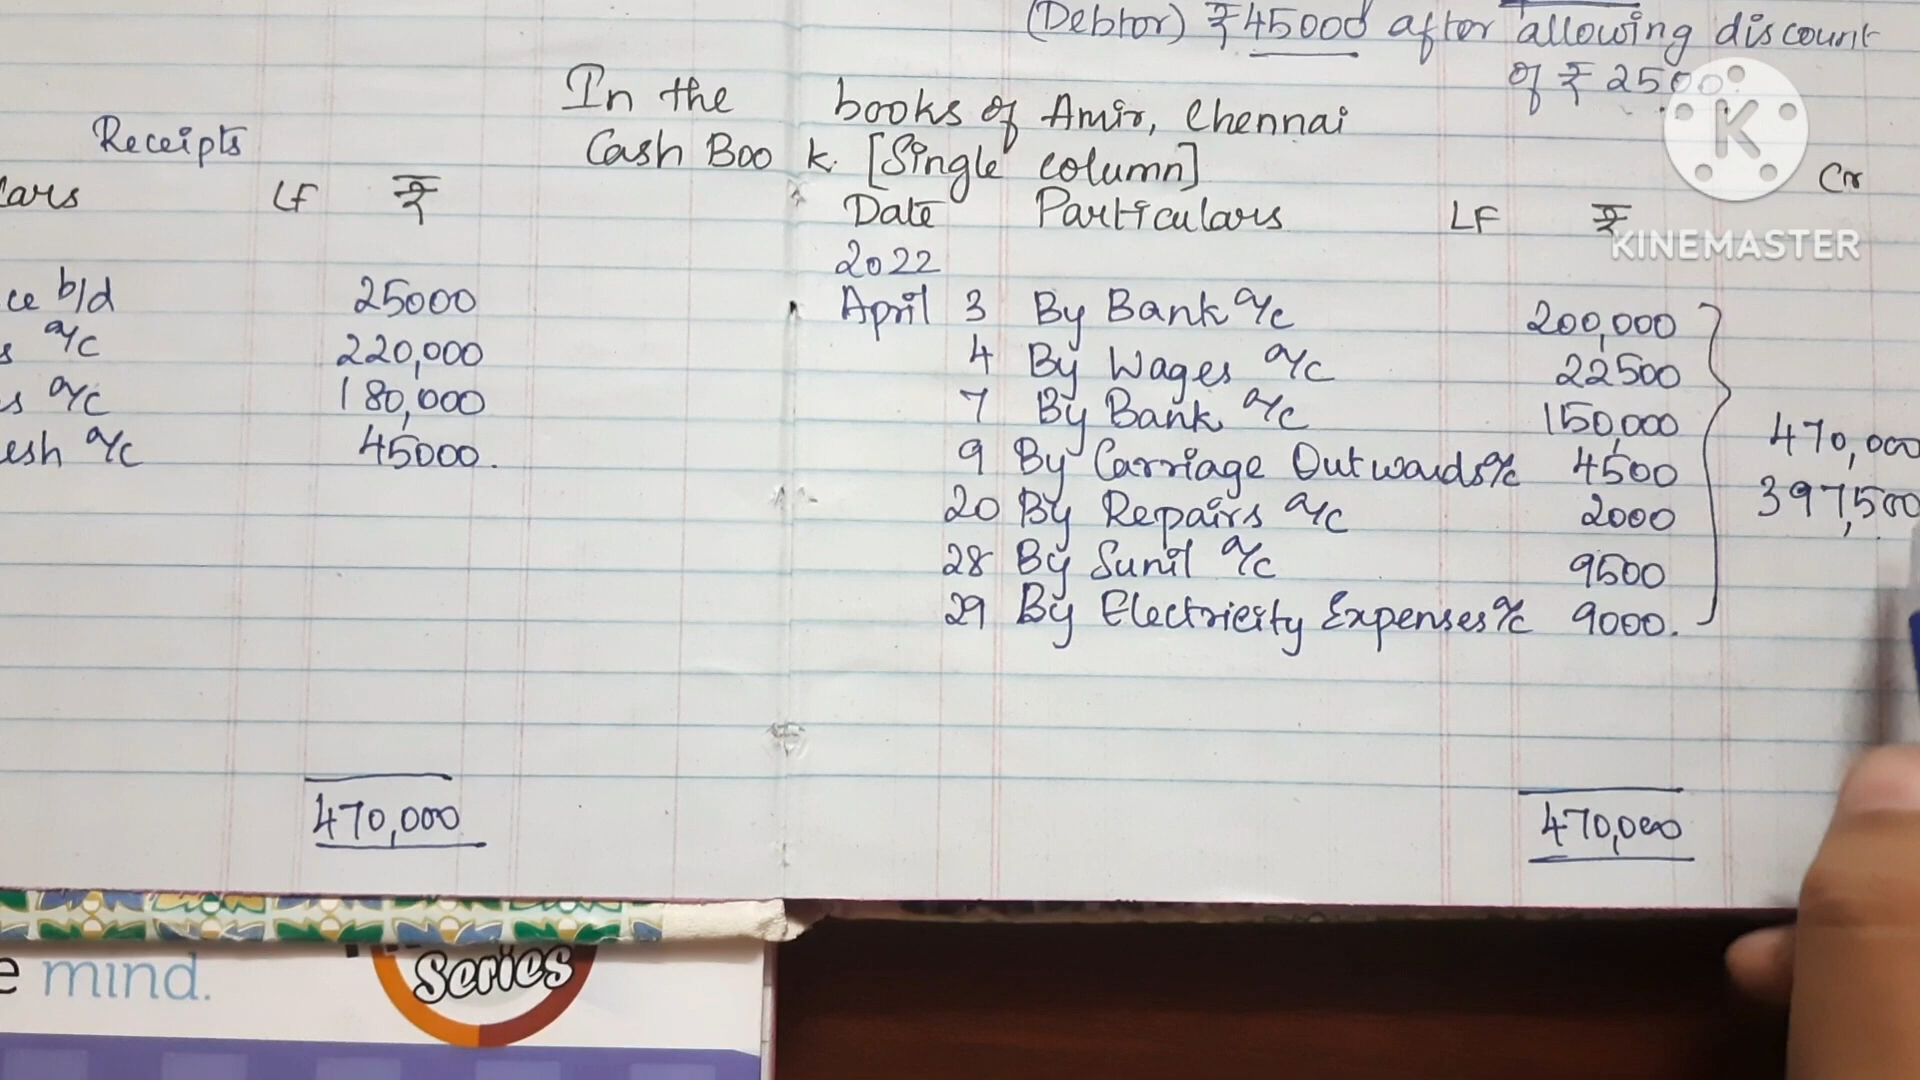 (Debtor) ₹45000 after allowing discount
of ₹ 2500.
In the books of Amir, Chennai
Receipts
Cash Book. [Single column]
Cr
lars LF ₹
Date Particulars LF ₹
KINEMASTER
2022
ce b/d 25000
April 3 By Bank a/c 200,000
s a/c 220,000
4 By Wages a/c 22500
s a/c 180,000
7 By Bank a/c 150,000
470,000
esh a/c 45000.
9 By Carriage Outwards a/c 4500
397,500
20 By Repairs a/c 2000
28 By Sunil a/c 9500
29 By Electricity Expenses a/c 9000.
470,000
470,000
e mind.
Series